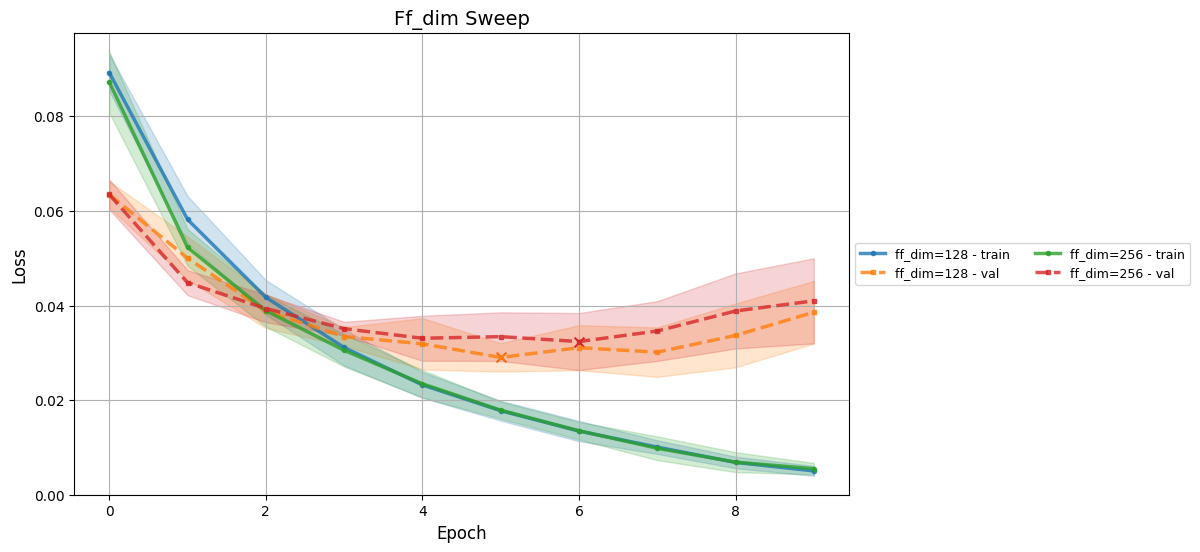 Ff_dim Sweep
Loss
0.08
0.06
0.04
0.02
0.00
0 2 4 6 8
Epoch
ff_dim=128 - train ff_dim=256 - train
ff_dim=128 - val ff_dim=256 - val